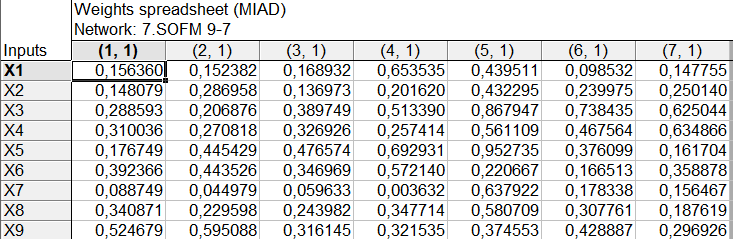 Weights spreadsheet (MIAD)
Network: 7.SOFM 9-7
Inputs (1, 1) (2, 1) (3, 1) (4, 1) (5, 1) (6, 1) (7, 1)
X1 0,156360 0,152382 0,168932 0,653535 0,439511 0,098532 0,147755
X2 0,148079 0,286958 0,136973 0,201620 0,432295 0,239975 0,250140
X3 0,288593 0,206876 0,389749 0,513390 0,867947 0,738435 0,625044
X4 0,310036 0,270818 0,326926 0,257414 0,561109 0,467564 0,634866
X5 0,176749 0,445429 0,476574 0,692931 0,952735 0,376099 0,161704
X6 0,392366 0,443526 0,346969 0,572140 0,220667 0,166513 0,358878
X7 0,088749 0,044979 0,059633 0,003632 0,637922 0,178338 0,156467
X8 0,340871 0,229598 0,243982 0,347714 0,580709 0,307761 0,187619
X9 0,524679 0,595088 0,316145 0,321535 0,374553 0,428887 0,296926